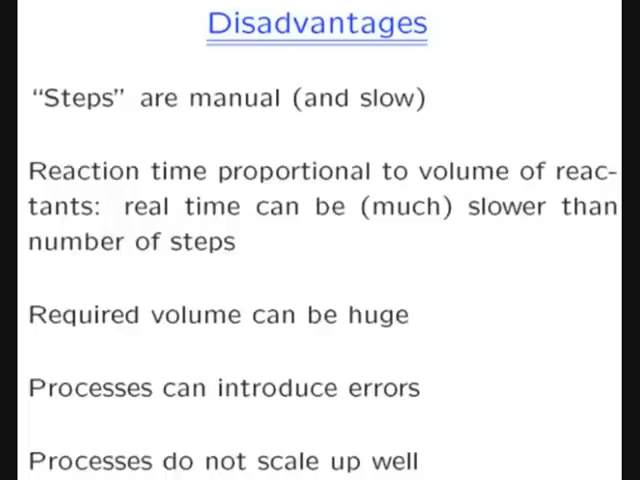 Disadvantages
“Steps” are manual (and slow)
Reaction time proportional to volume of reac-
tants: real time can be (much) slower than
number of steps
Required volume can be huge
Processes can introduce errors
Processes do not scale up well